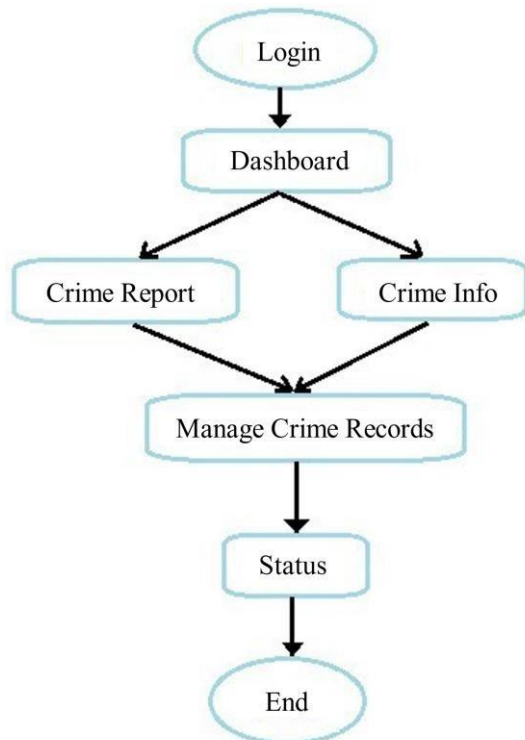 Login
Dashboard
Crime Report
Crime Info
Manage Crime Records
Status
End